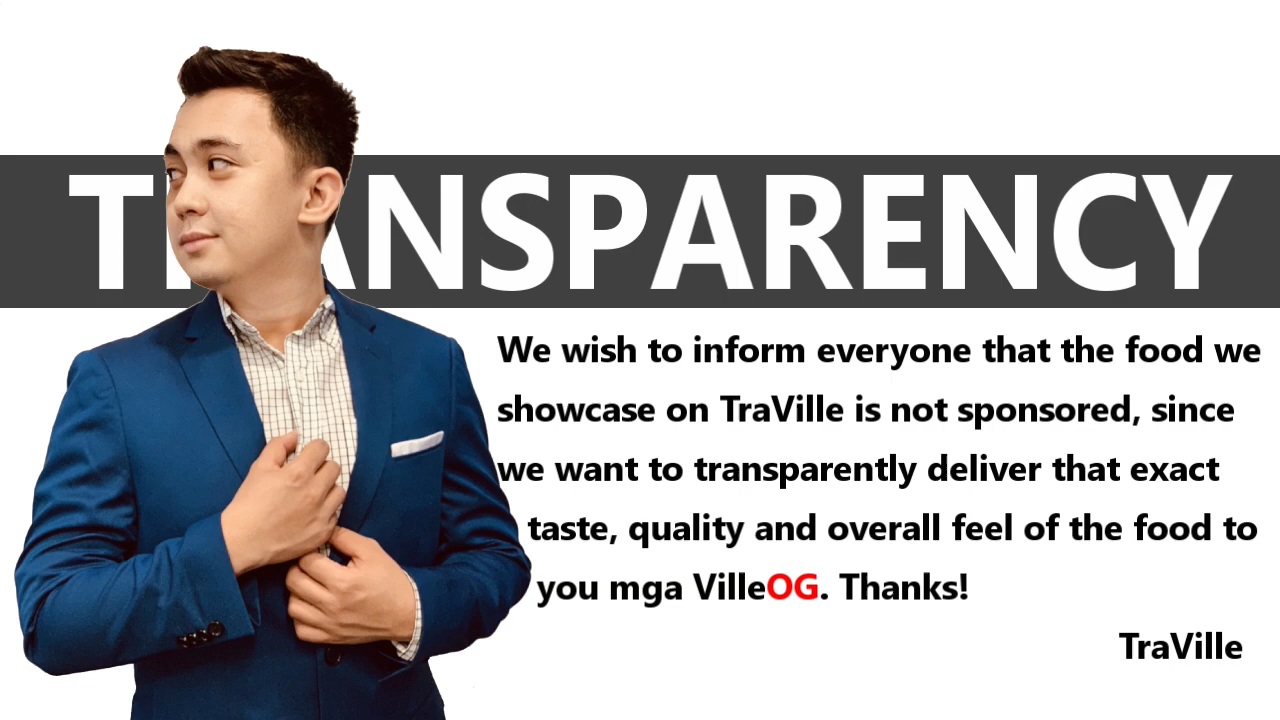 TRANSPARENCY
We wish to inform everyone that the food we
showcase on TraVille is not sponsored, since
we want to transparently deliver that exact
taste, quality and overall feel of the food to
you mga VilleOG. Thanks!
TraVille